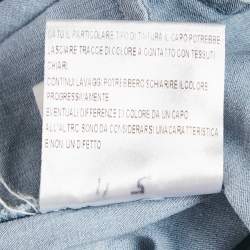 DATO IL PARTICOLARE TIPO DI TINTURA IL CAPO POTREBBE
LASCIARE TRACCE DI COLORE A CONTATTO CON TESSUTI
CHIARI.
CONTINUI LAVAGGI POTREBBERO SCHIARIRE IL COLORE
PROGRESSIVAMENTE
EVENTUALI DIFFERENZE DI COLORE DA UN CAPO
ALL'ALTRO SONO DA CONSIDERARSI UNA CARATTERISTICA
E NON UN DIFETTO